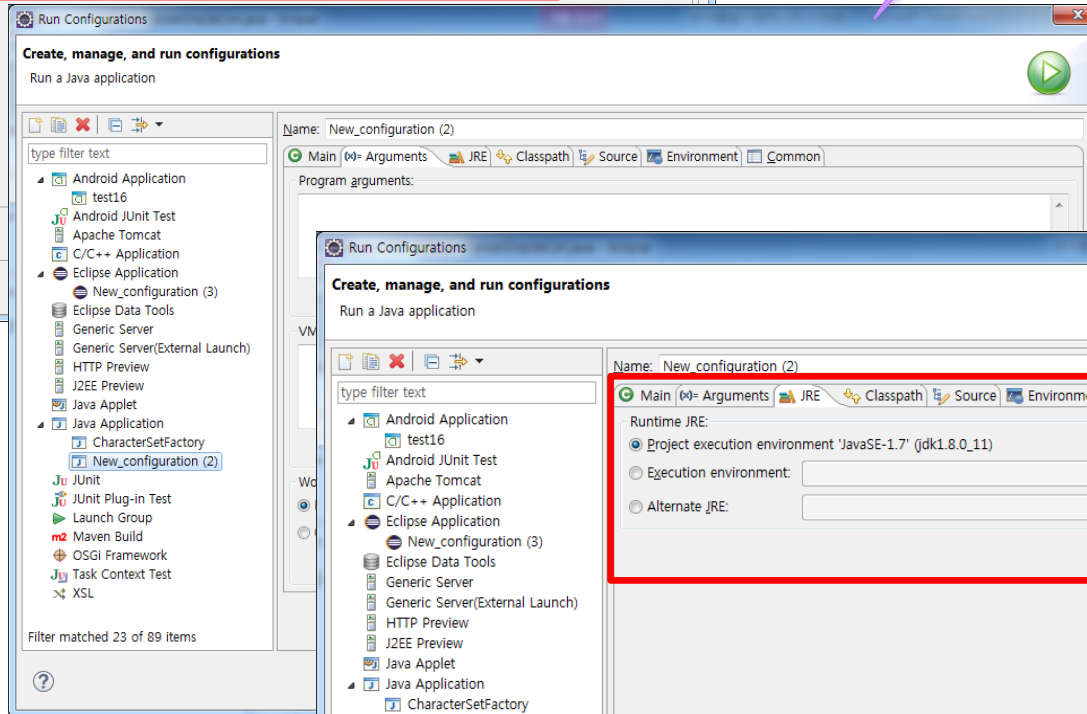 Run Configurations
Create, manage, and run configurations
Run a Java application
type filter text
Android Application
test16
Android JUnit Test
Apache Tomcat
C/C++ Application
Eclipse Application
New_configuration (3)
Eclipse Data Tools
Generic Server
Generic Server(External Launch)
HTTP Preview
J2EE Preview
Java Applet
Java Application
CharacterSetFactory
New_configuration (2)
JUnit
JUnit Plug-in Test
Launch Group
Maven Build
OSGi Framework
Task Context Test
XSL
Filter matched 23 of 89 items
Name: New_configuration (2)
Main (x)= Arguments JRE Classpath Source Environment Common
Program arguments:
VM
Wo
Run Configurations
Create, manage, and run configurations
Run a Java application
type filter text
Android Application
test16
Android JUnit Test
Apache Tomcat
C/C++ Application
Eclipse Application
New_configuration (3)
Eclipse Data Tools
Generic Server
Generic Server(External Launch)
HTTP Preview
J2EE Preview
Java Applet
Java Application
CharacterSetFactory
Name: New_configuration (2)
Main (x)= Arguments JRE Classpath Source Environme
Runtime JRE:
Project execution environment 'JavaSE-1.7' (jdk1.8.0_11)
Execution environment:
Alternate JRE: